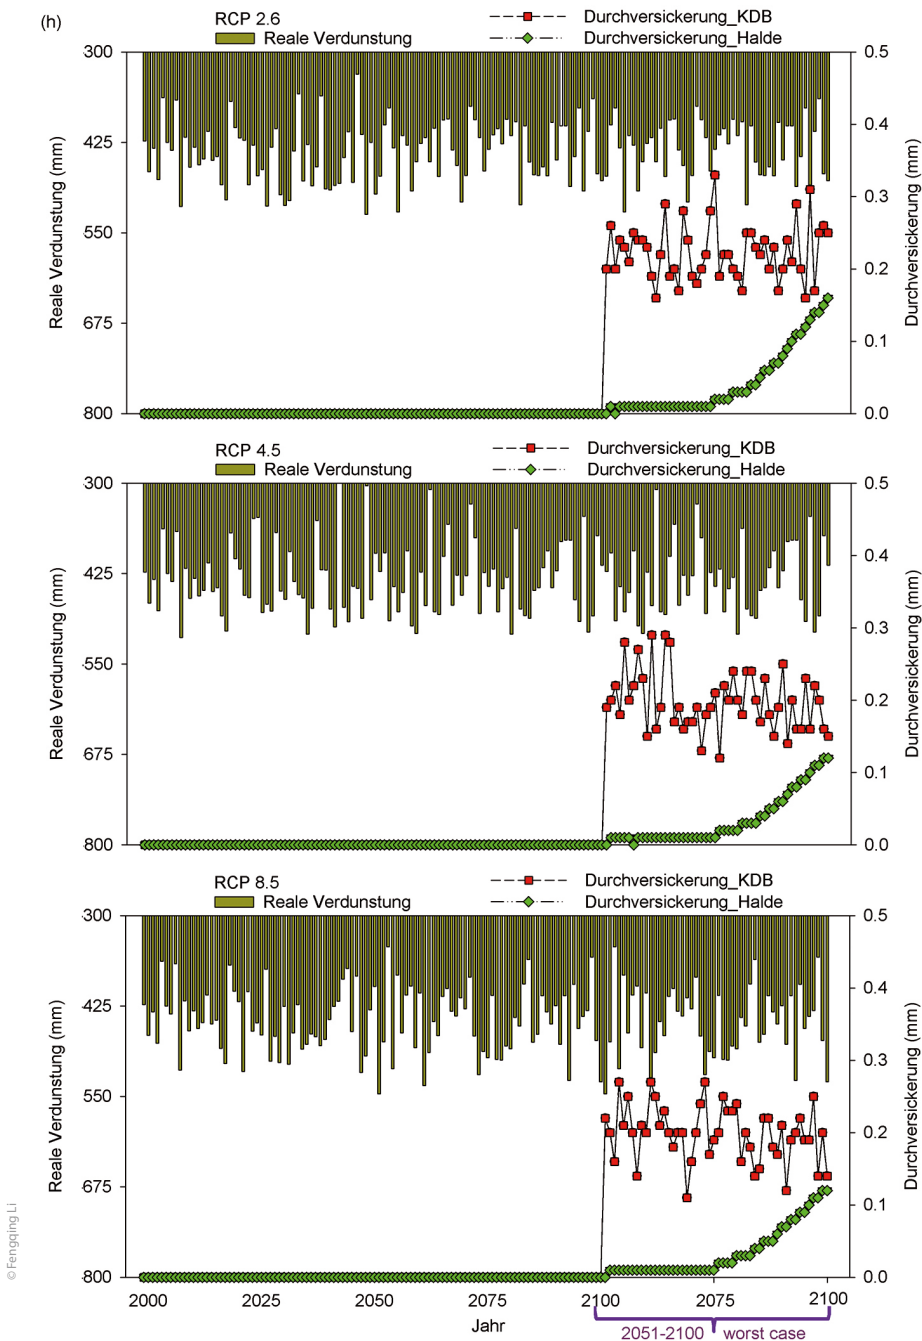 (h)
RCP 2.6
Durchversickerung_KDB
Reale Verdunstung
Durchversickerung_Halde
300
425
550
675
800
Reale Verdunstung (mm)
0.5
0.4
0.3
0.2
0.1
0.0
Durchversickerung (mm)
RCP 4.5
Durchversickerung_KDB
Reale Verdunstung
Durchversickerung_Halde
300
425
550
675
800
Reale Verdunstung (mm)
0.5
0.4
0.3
0.2
0.1
0.0
Durchversickerung (mm)
RCP 8.5
Durchversickerung_KDB
Reale Verdunstung
Durchversickerung_Halde
300
425
550
675
800
Reale Verdunstung (mm)
0.5
0.4
0.3
0.2
0.1
0.0
Durchversickerung (mm)
2000 2025 2050 2075 2100 2075 2100
Jahr
2051-2100 worst case
© Fengqing Li